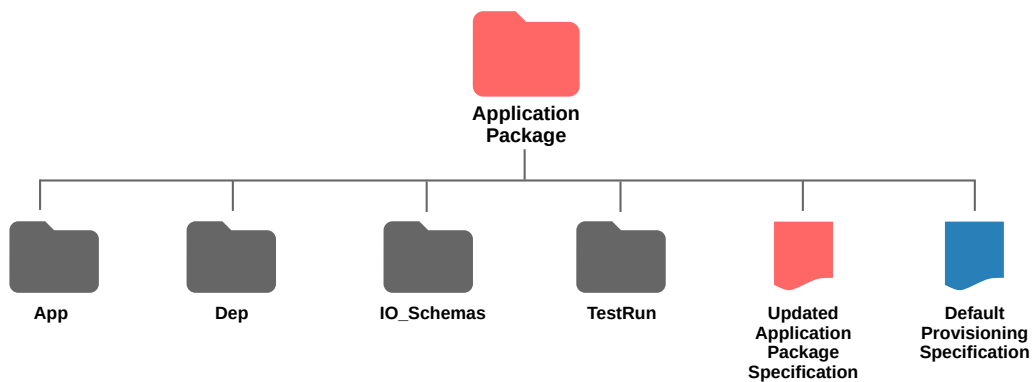 Application
Package
App
Dep
IO_Schemas
TestRun
Updated
Application
Package
Specification
Default
Provisioning
Specification